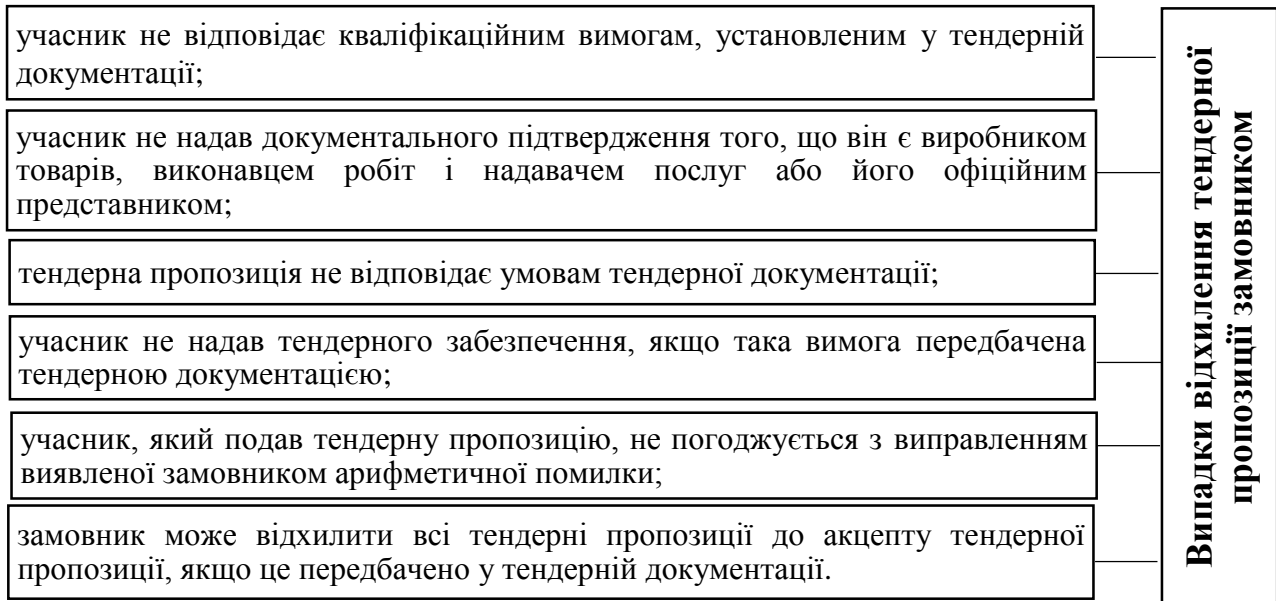 учасник не відповідає кваліфікаційним вимогам, установленим у тендерній
документації;
учасник не надав документального підтвердження того, що він є виробником
товарів, виконавцем робіт і надавачем послуг або його офіційним
представником;
тендерна пропозиція не відповідає умовам тендерної документації;
учасник не надав тендерного забезпечення, якщо така вимога передбачена
тендерною документацією;
учасник, який подав тендерну пропозицію, не погоджується з виправленням
виявленої замовником арифметичної помилки;
замовник може відхилити всі тендерні пропозиції до акцепту тендерної
пропозиції, якщо це передбачено у тендерній документації.
Випадки відхилення тендерної
пропозиції замовником